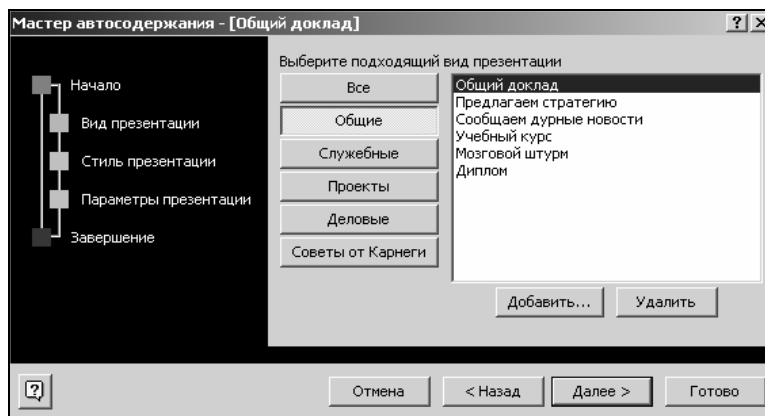 Мастер автосодержания - [Общий доклад]
Начало
Вид презентации
Стиль презентации
Параметры презентации
Завершение
Выберите подходящий вид презентации
Все
Общие
Служебные
Проекты
Деловые
Советы от Карнеги
Общий доклад
Предлагаем стратегию
Сообщаем дурные новости
Учебный курс
Мозговой штурм
Диплом
Добавить...
Удалить
Отмена
< Назад
Далее >
Готово